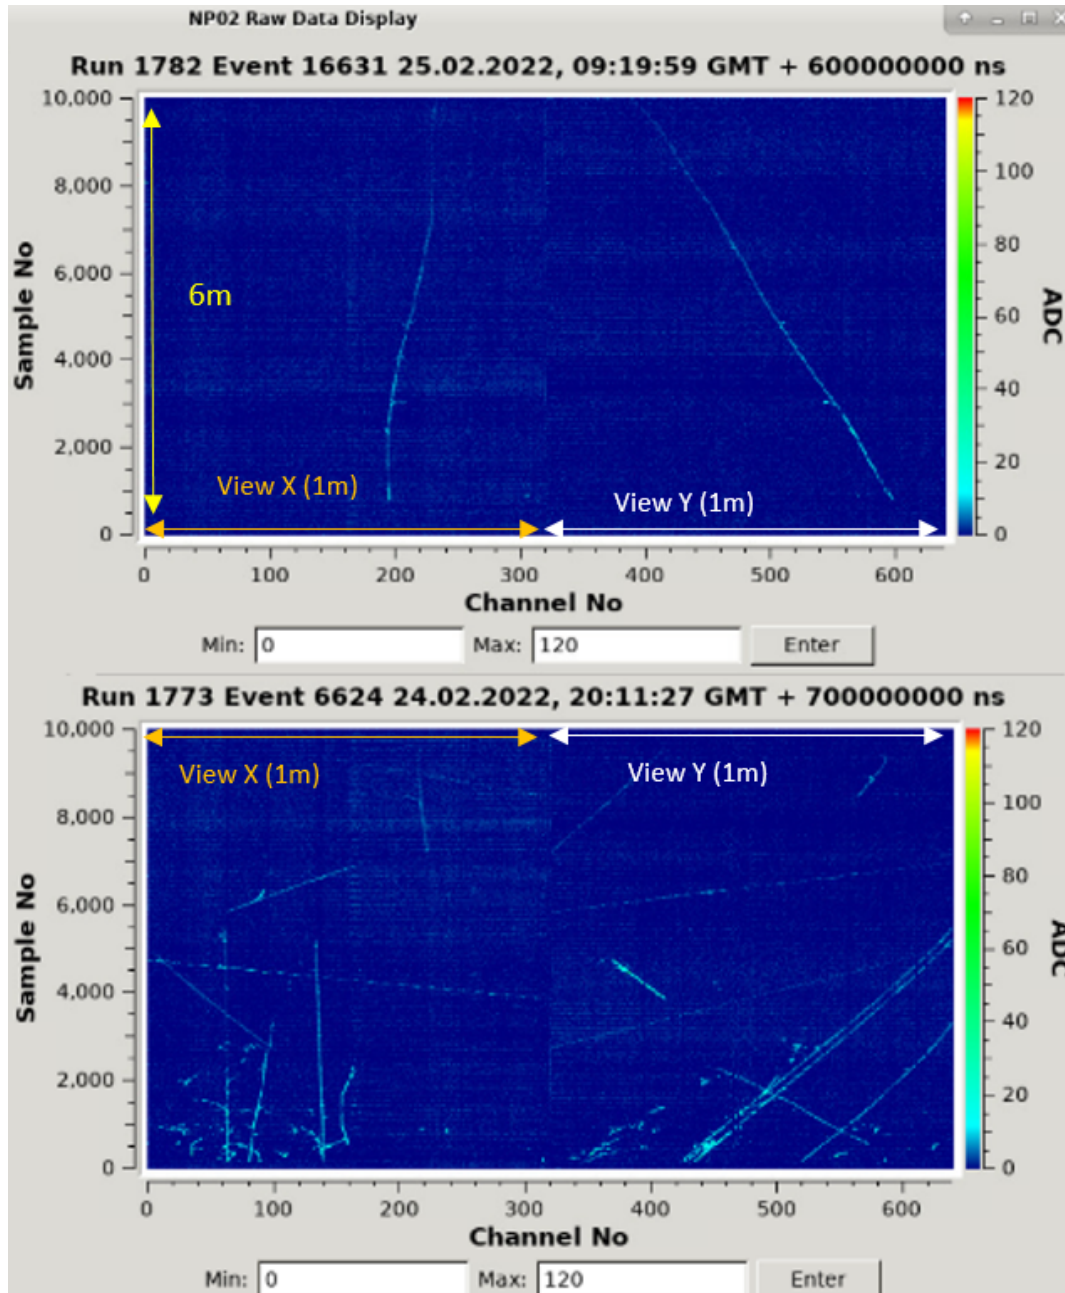 NP02 Raw Data Display
Run 1782 Event 16631 25.02.2022, 09:19:59 GMT + 600000000 ns
10,000
8,000
6,000
4,000
2,000
0
Sample No
6m
View X (1m)
View Y (1m)
120
100
80
60
40
20
0
ADC
0 100 200 300 400 500 600
Channel No
Min: 0 Max: 120 Enter
Run 1773 Event 6624 24.02.2022, 20:11:27 GMT + 700000000 ns
10,000
8,000
6,000
4,000
2,000
0
Sample No
View X (1m)
View Y (1m)
120
100
80
60
40
20
0
ADC
0 100 200 300 400 500 600
Channel No
Min: 0 Max: 120 Enter